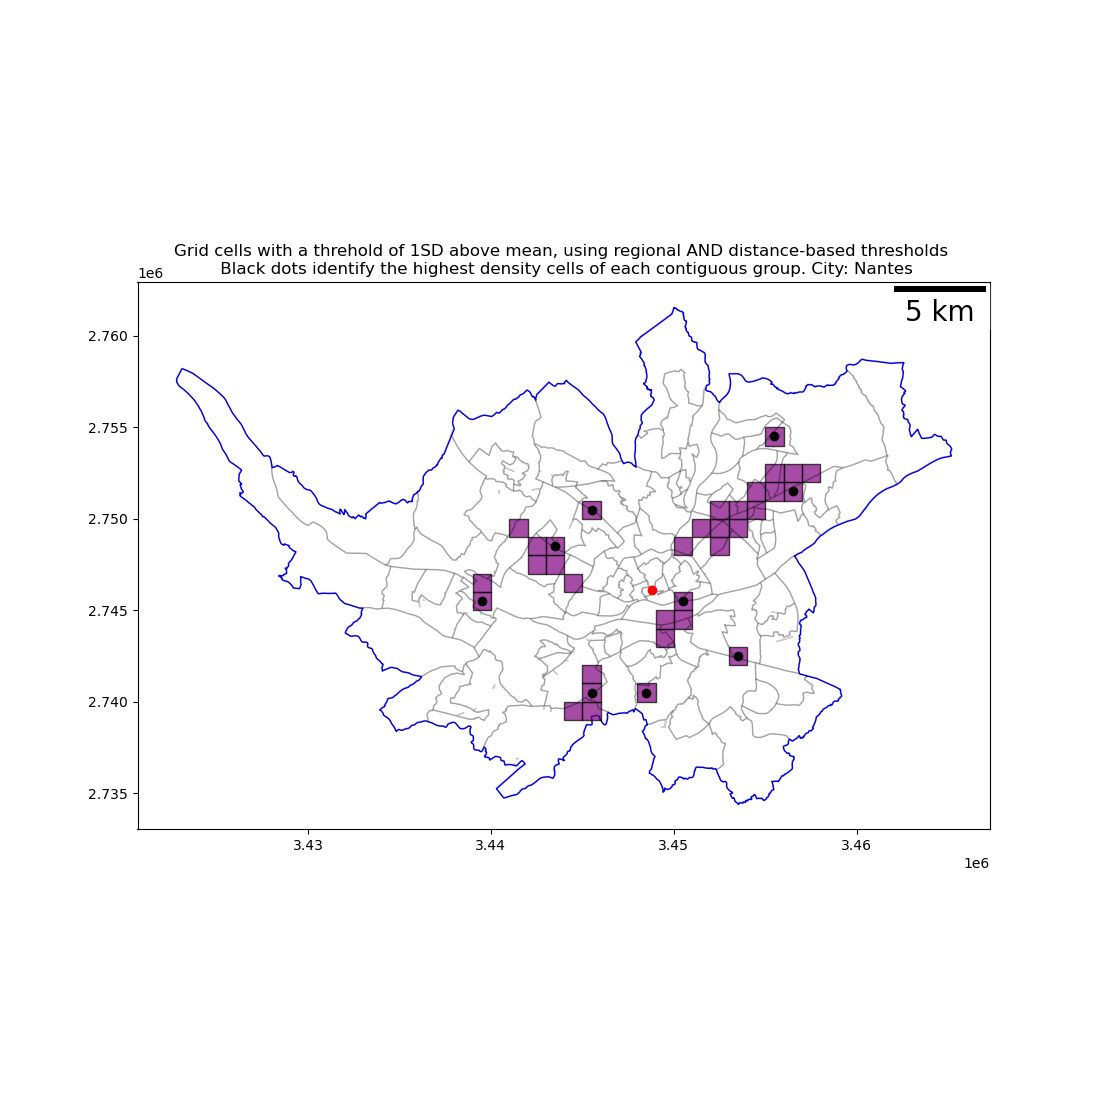 Grid cells with a threhold of 1SD above mean, using regional AND distance-based thresholds
Black dots identify the highest density cells of each contiguous group. City: Nantes
1e6
5 km
2.760
2.755
2.750
2.745
2.740
2.735
3.43 3.44 3.45 3.46
1e6